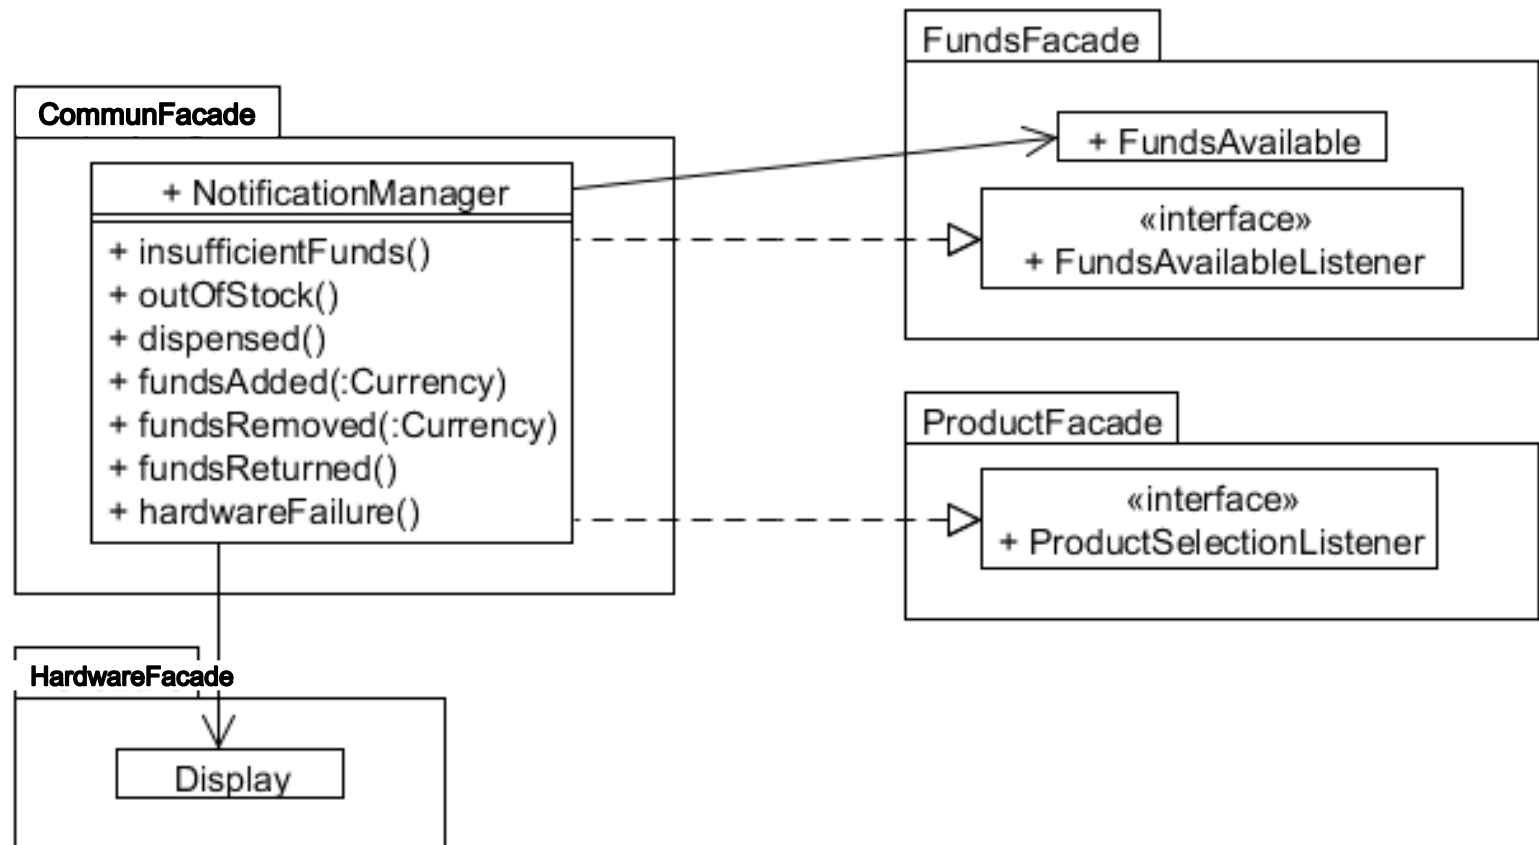 FundsFacade
+ FundsAvailable
«interface»
+ FundsAvailableListener
CommunFacade
+ NotificationManager
+ insufficientFunds()
+ outOfStock()
+ dispensed()
+ fundsAdded(:Currency)
+ fundsRemoved(:Currency)
+ fundsReturned()
+ hardwareFailure()
ProductFacade
«interface»
+ ProductSelectionListener
HardwareFacade
Display